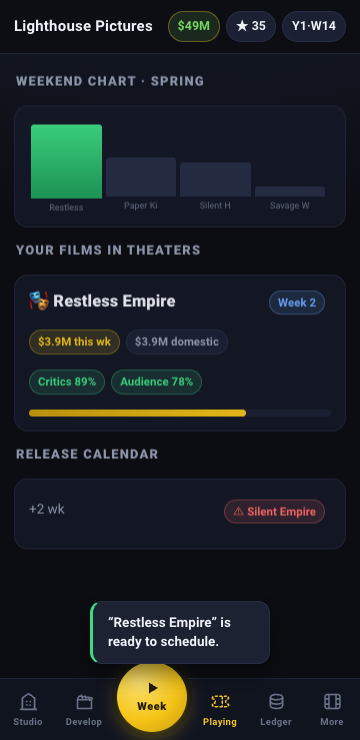 Lighthouse Pictures
$49M
★ 35
Y1·W14
WEEKEND CHART · SPRING
Restless
Paper Ki
Silent H
Savage W
YOUR FILMS IN THEATERS
🎭 Restless Empire
Week 2
$3.9M this wk
$3.9M domestic
Critics 89%
Audience 78%
RELEASE CALENDAR
+2 wk
⚠ Silent Empire
“Restless Empire” is
ready to schedule.
Week
Studio
Develop
Playing
Ledger
More